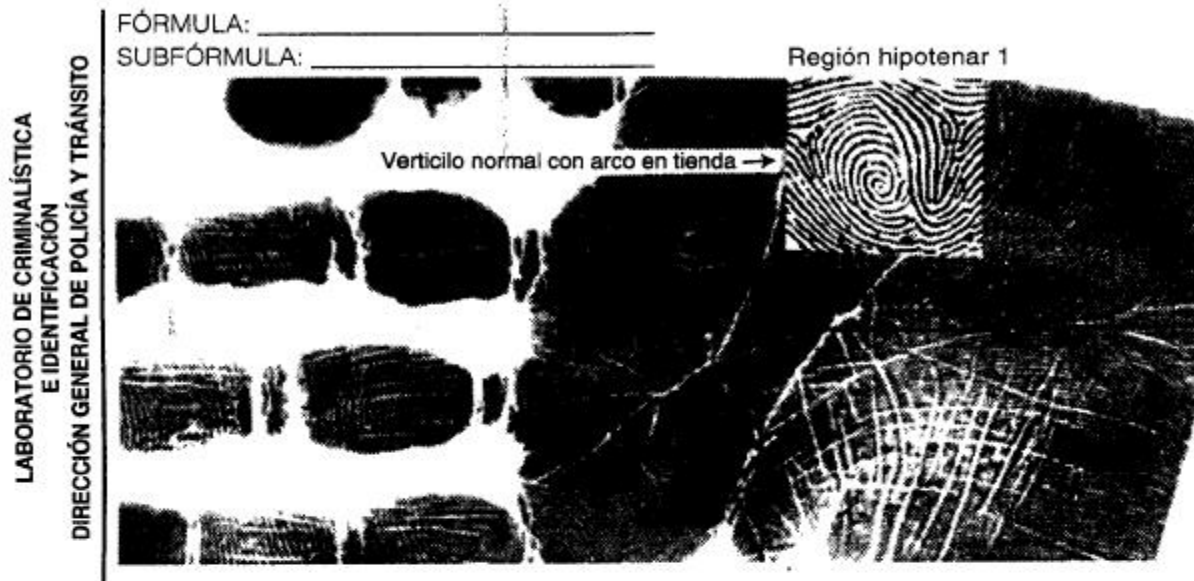 LABORATORIO DE CRIMINALÍSTICA
E IDENTIFICACIÓN
DIRECCIÓN GENERAL DE POLICÍA Y TRÁNSITO
FÓRMULA:
SUBFÓRMULA:
Región hipotenar 1
Verticilo normal con arco en tienda